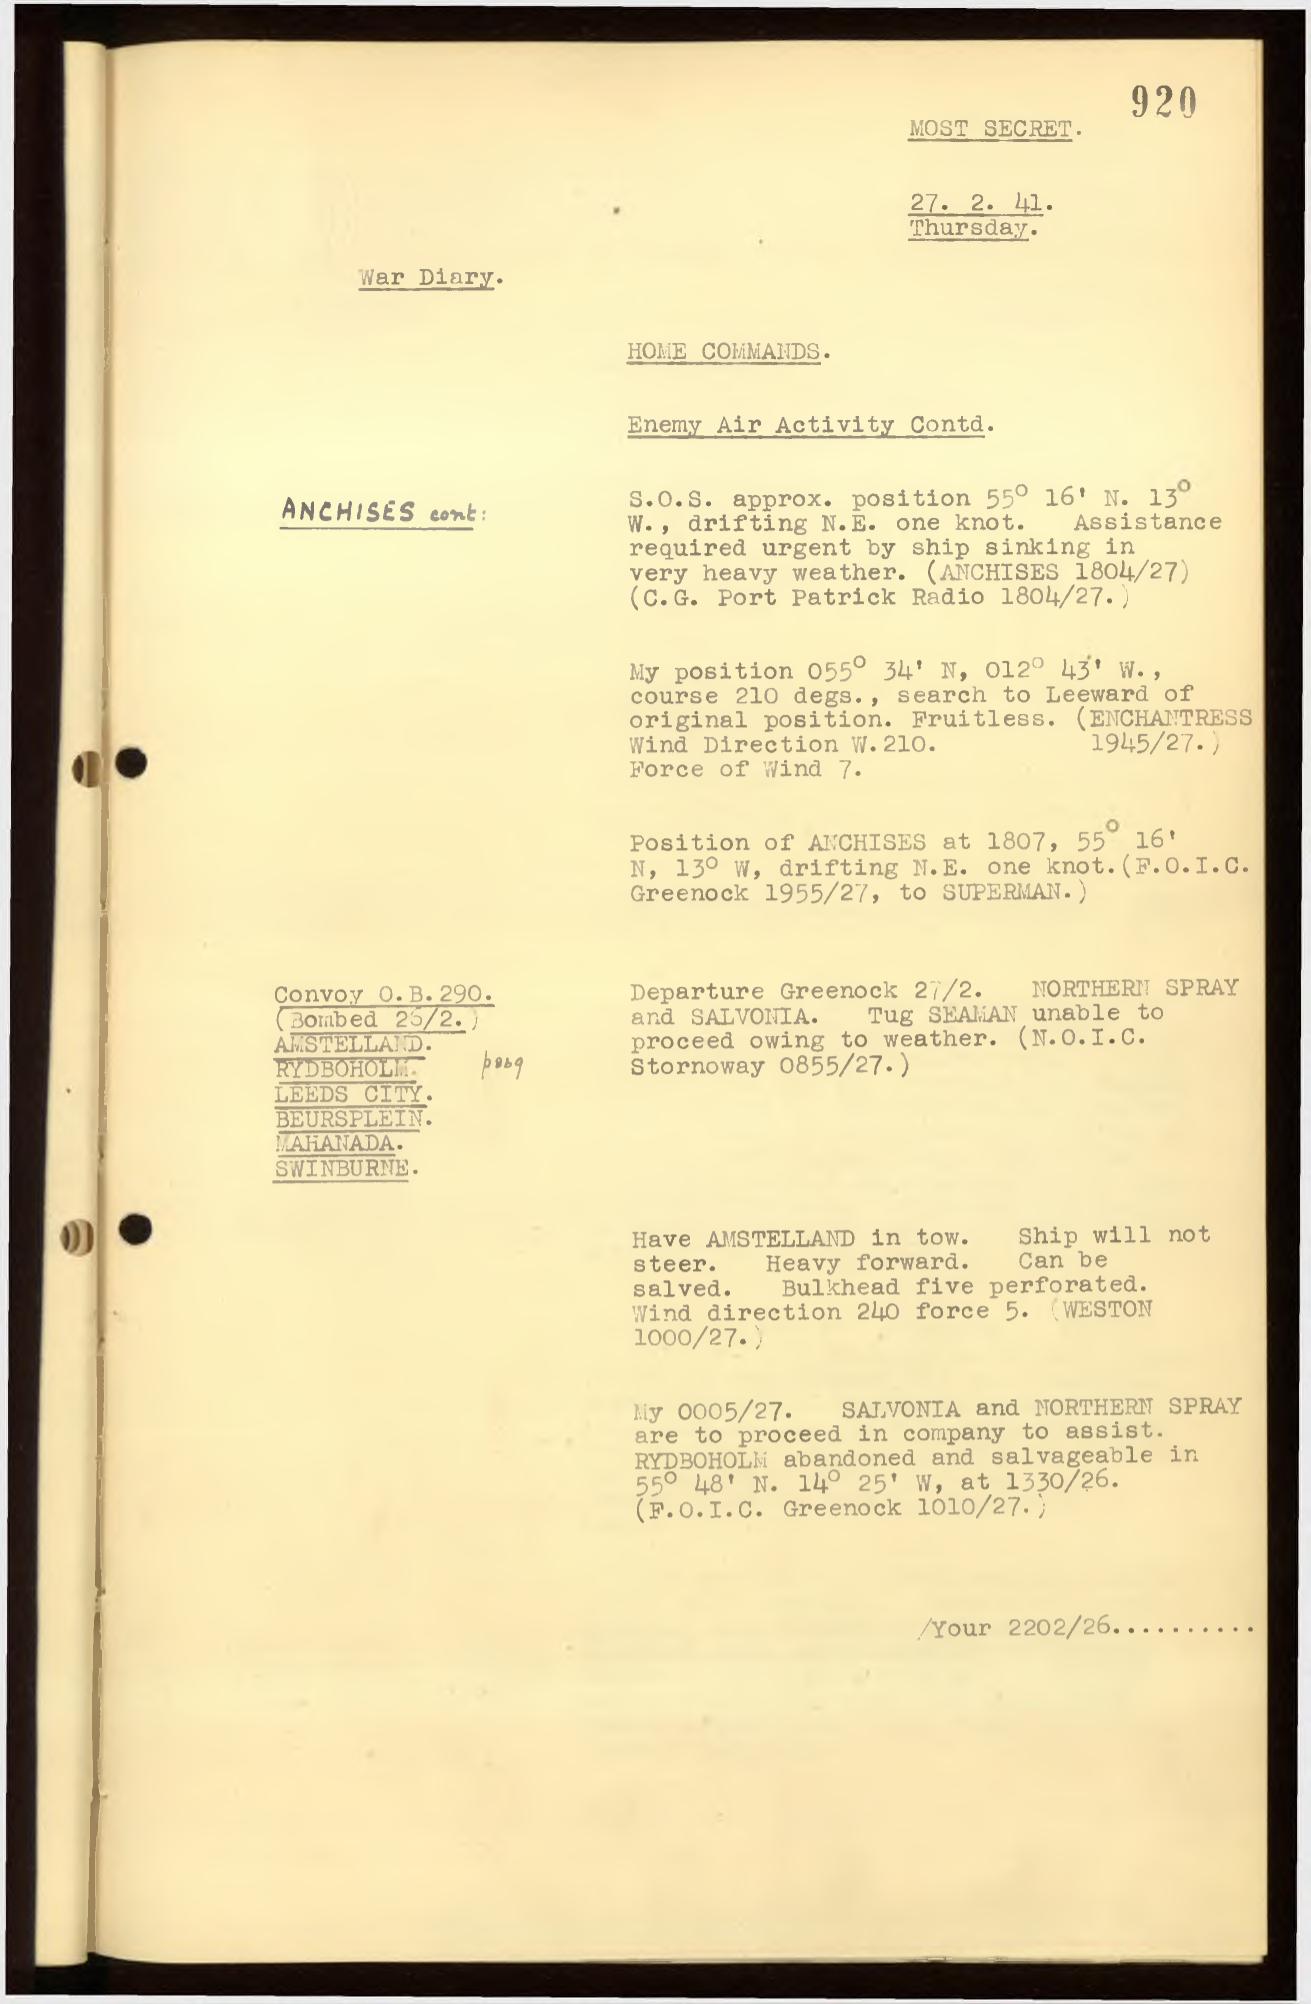 920
MOST SECRET.
27. 2. 41.
Thursday.
War Diary.
HOME COMMANDS.
Enemy Air Activity Contd.
ANCHISES cont:
S.O.S. approx. position 55° 16' N. 13°
W., drifting N.E. one knot. Assistance
required urgent by ship sinking in
very heavy weather. (ANCHISES 1804/27)
(C.G. Port Patrick Radio 1804/27.)
My position 055° 34' N, 012° 43' W.,
course 210 degs., search to Leeward of
original position. Fruitless. (ENCHANTRESS
Wind Direction W.210. 1945/27.)
Force of Wind 7.
Position of ANCHISES at 1807, 55° 16'
N, 13° W, drifting N.E. one knot.(F.O.I.C.
Greenock 1955/27, to SUPERMAN.)
Convoy O.B.290.
(Bombed 26/2.)
AMSTELLAND.
RYDBOHOLM.
LEEDS CITY.
BEURSPLEIN.
MAHANADA.
SWINBURNE.
Departure Greenock 27/2. NORTHERN SPRAY
and SALVONIA. Tug SEAMAN unable to
proceed owing to weather. (N.O.I.C.
Stornoway 0855/27.)
Have AMSTELLAND in tow. Ship will not
steer. Heavy forward. Can be
salved. Bulkhead five perforated.
Wind direction 240 force 5. (WESTON
1000/27.)
My 0005/27. SALVONIA and NORTHERN SPRAY
are to proceed in company to assist.
RYDBOHOLM abandoned and salvageable in
55° 48' N. 14° 25' W, at 1330/26.
(F.O.I.C. Greenock 1010/27.)
/Your 2202/26...........